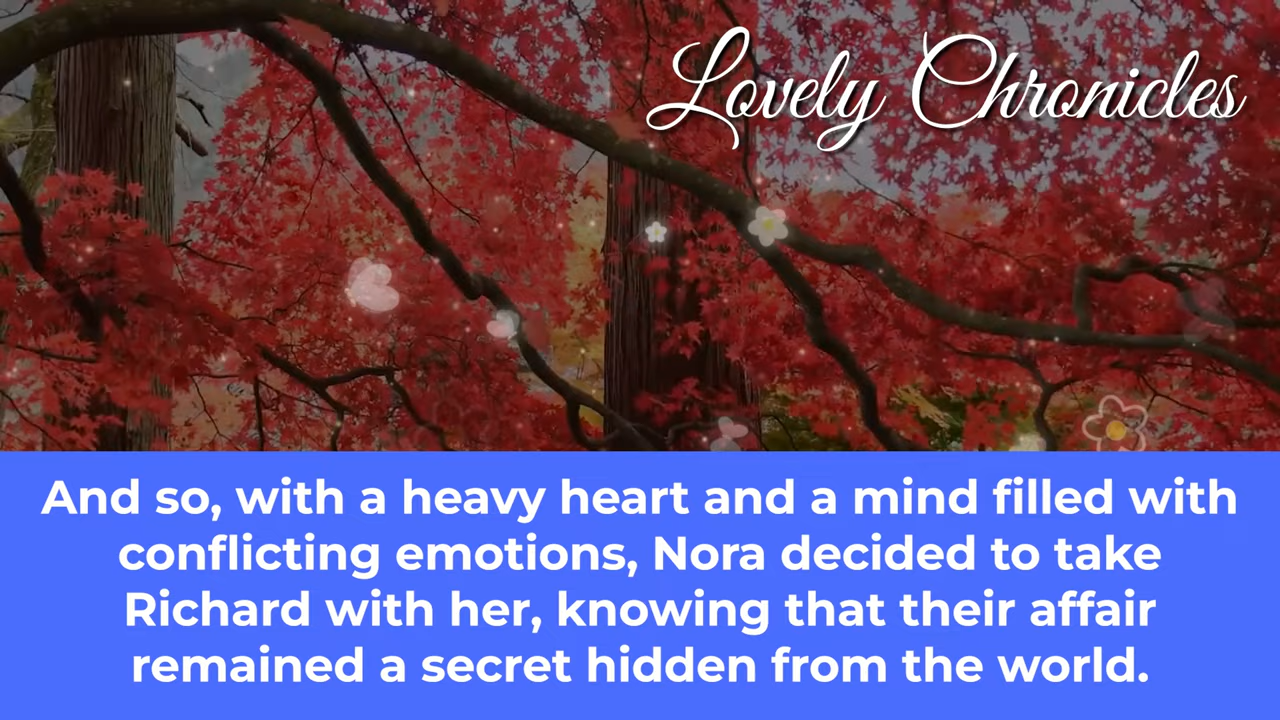 Lovely Chronicles
And so, with a heavy heart and a mind filled with
conflicting emotions, Nora decided to take
Richard with her, knowing that their affair
remained a secret hidden from the world.